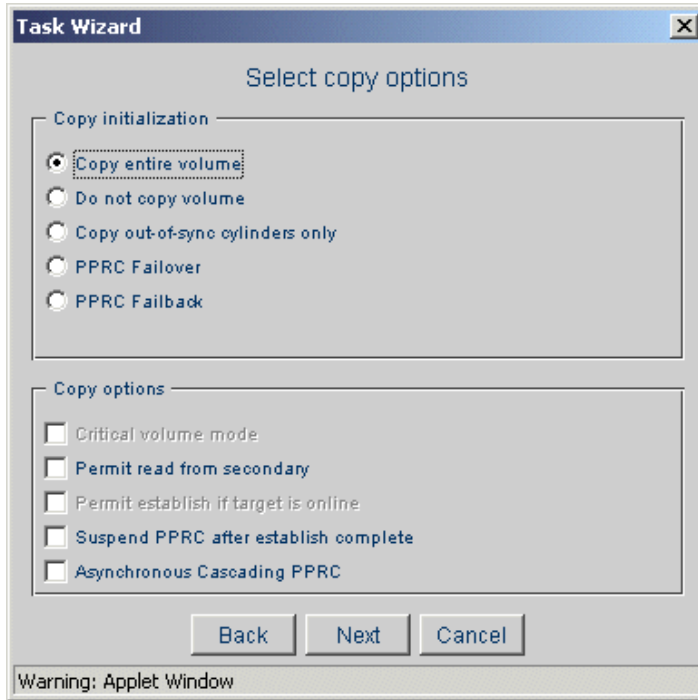 Task Wizard
Select copy options
Copy initialization
Copy entire volume
Do not copy volume
Copy out-of-sync cylinders only
PPRC Failover
PPRC Failback
Copy options
Critical volume mode
Permit read from secondary
Permit establish if target is online
Suspend PPRC after establish complete
Asynchronous Cascading PPRC
Back Next Cancel
Warning: Applet Window